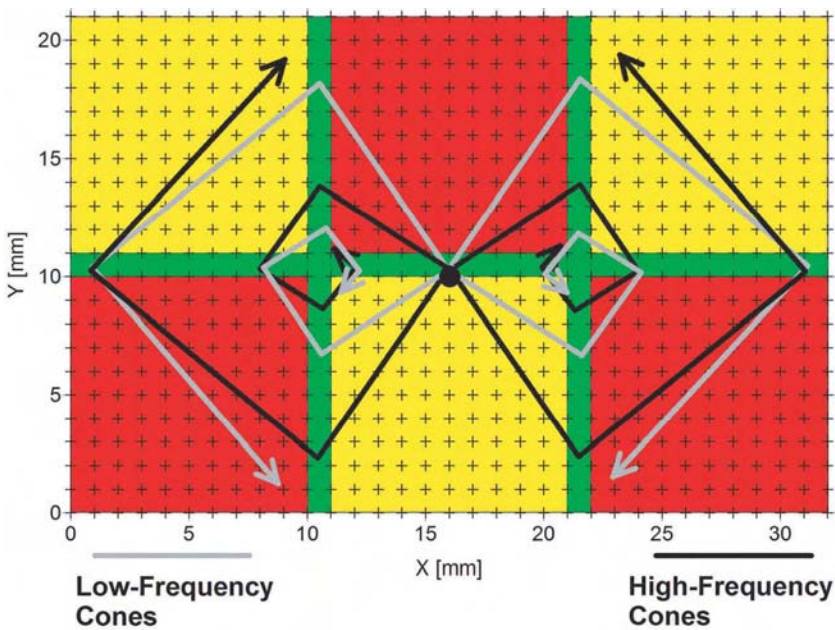 20
15
10
5
0
Y [mm]
0 5 10 15 20 25 30
X [mm]
Low-Frequency
Cones
High-Frequency
Cones